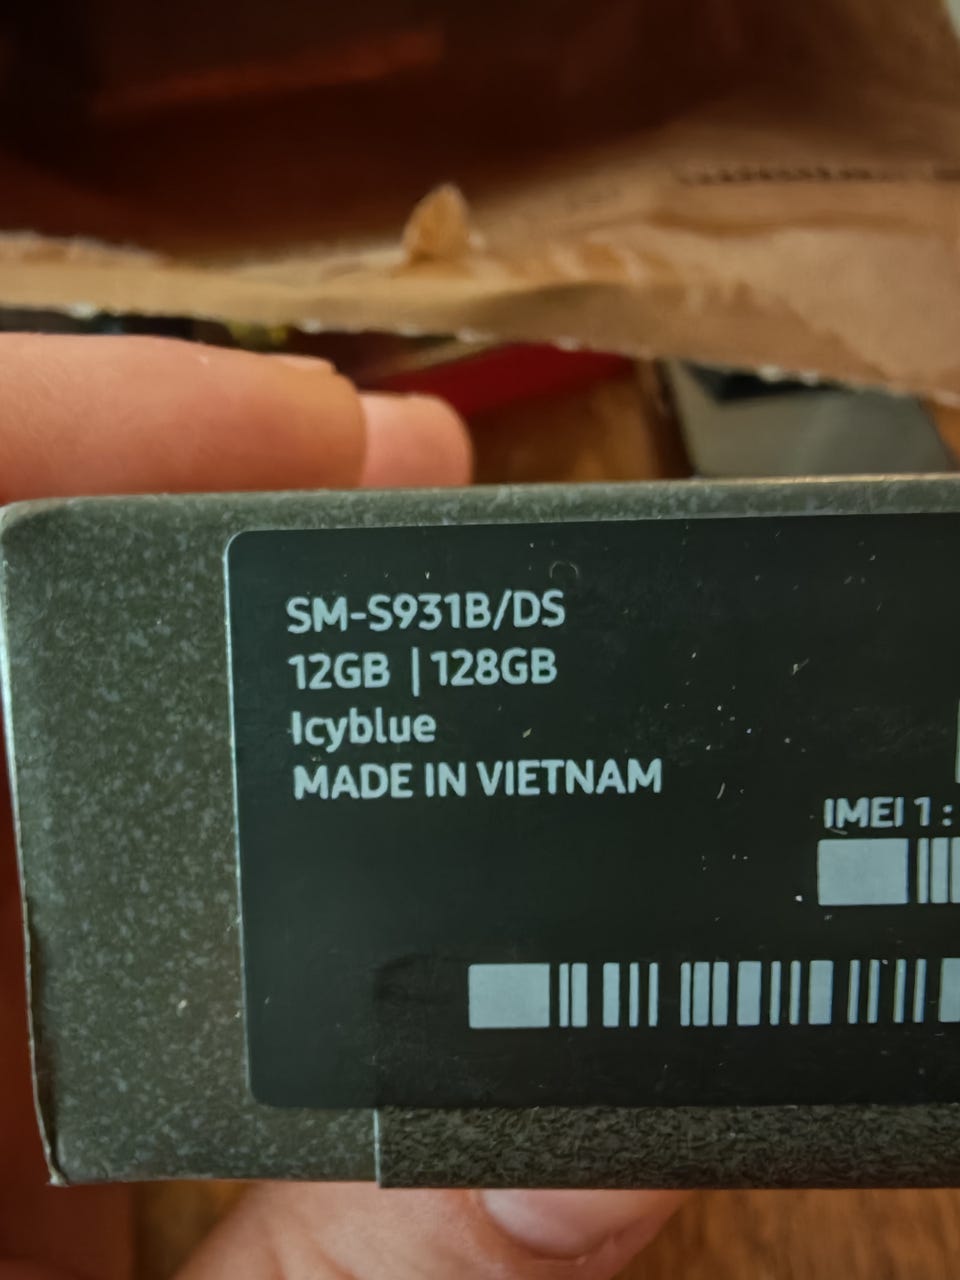 SM-S931B/DS
12GB | 128GB
Icyblue
MADE IN VIETNAM
IMEI 1 :